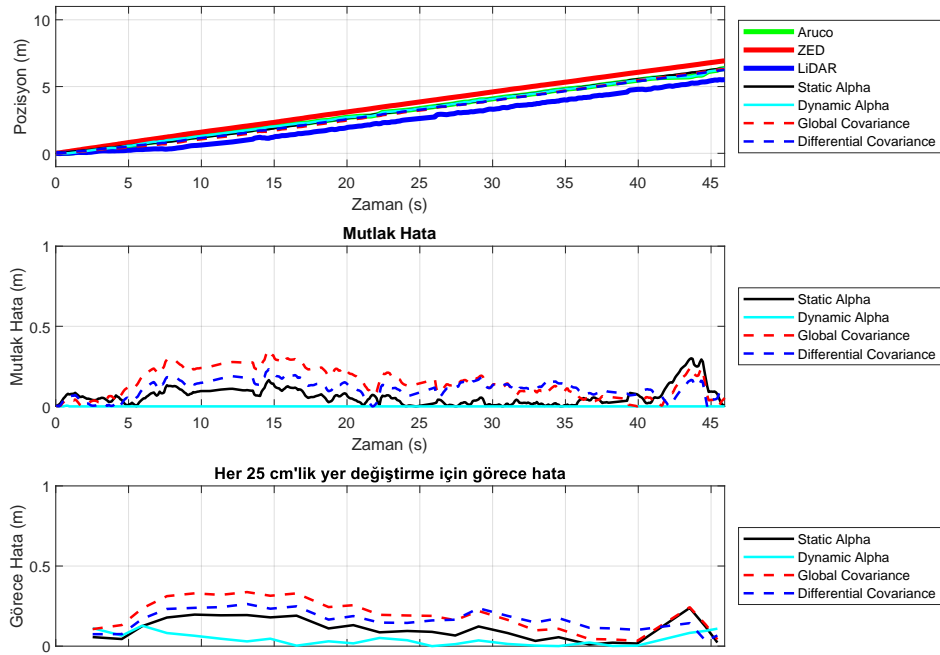 10
5
0
Pozisyon (m)
0 5 10 15 20 25 30 35 40 45
Zaman (s)
Aruco
ZED
LiDAR
Static Alpha
Dynamic Alpha
Global Covariance
Differential Covariance
Mutlak Hata
1
0.5
0
Mutlak Hata (m)
0 5 10 15 20 25 30 35 40 45
Zaman (s)
Static Alpha
Dynamic Alpha
Global Covariance
Differential Covariance
Her 25 cm'lik yer değiştirme için görece hata
1
0.5
0
Görece Hata (m)
Static Alpha
Dynamic Alpha
Global Covariance
Differential Covariance